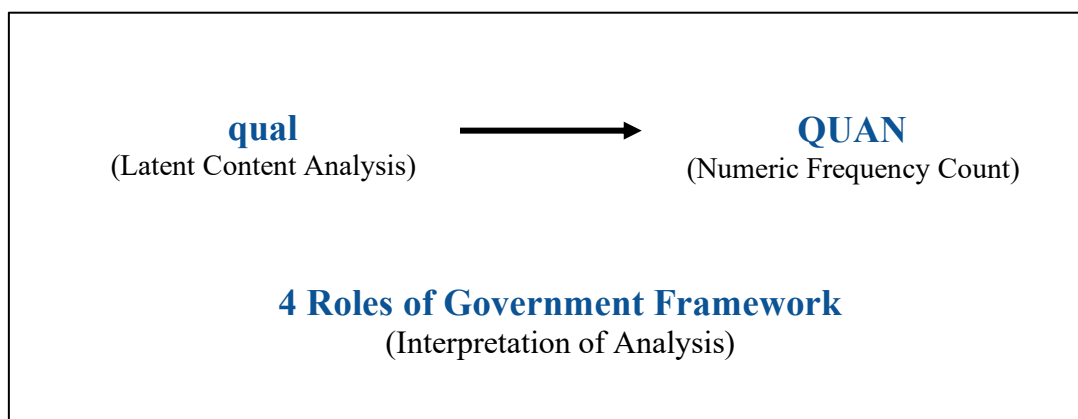 qual
(Latent Content Analysis)
QUAN
(Numeric Frequency Count)
4 Roles of Government Framework
(Interpretation of Analysis)